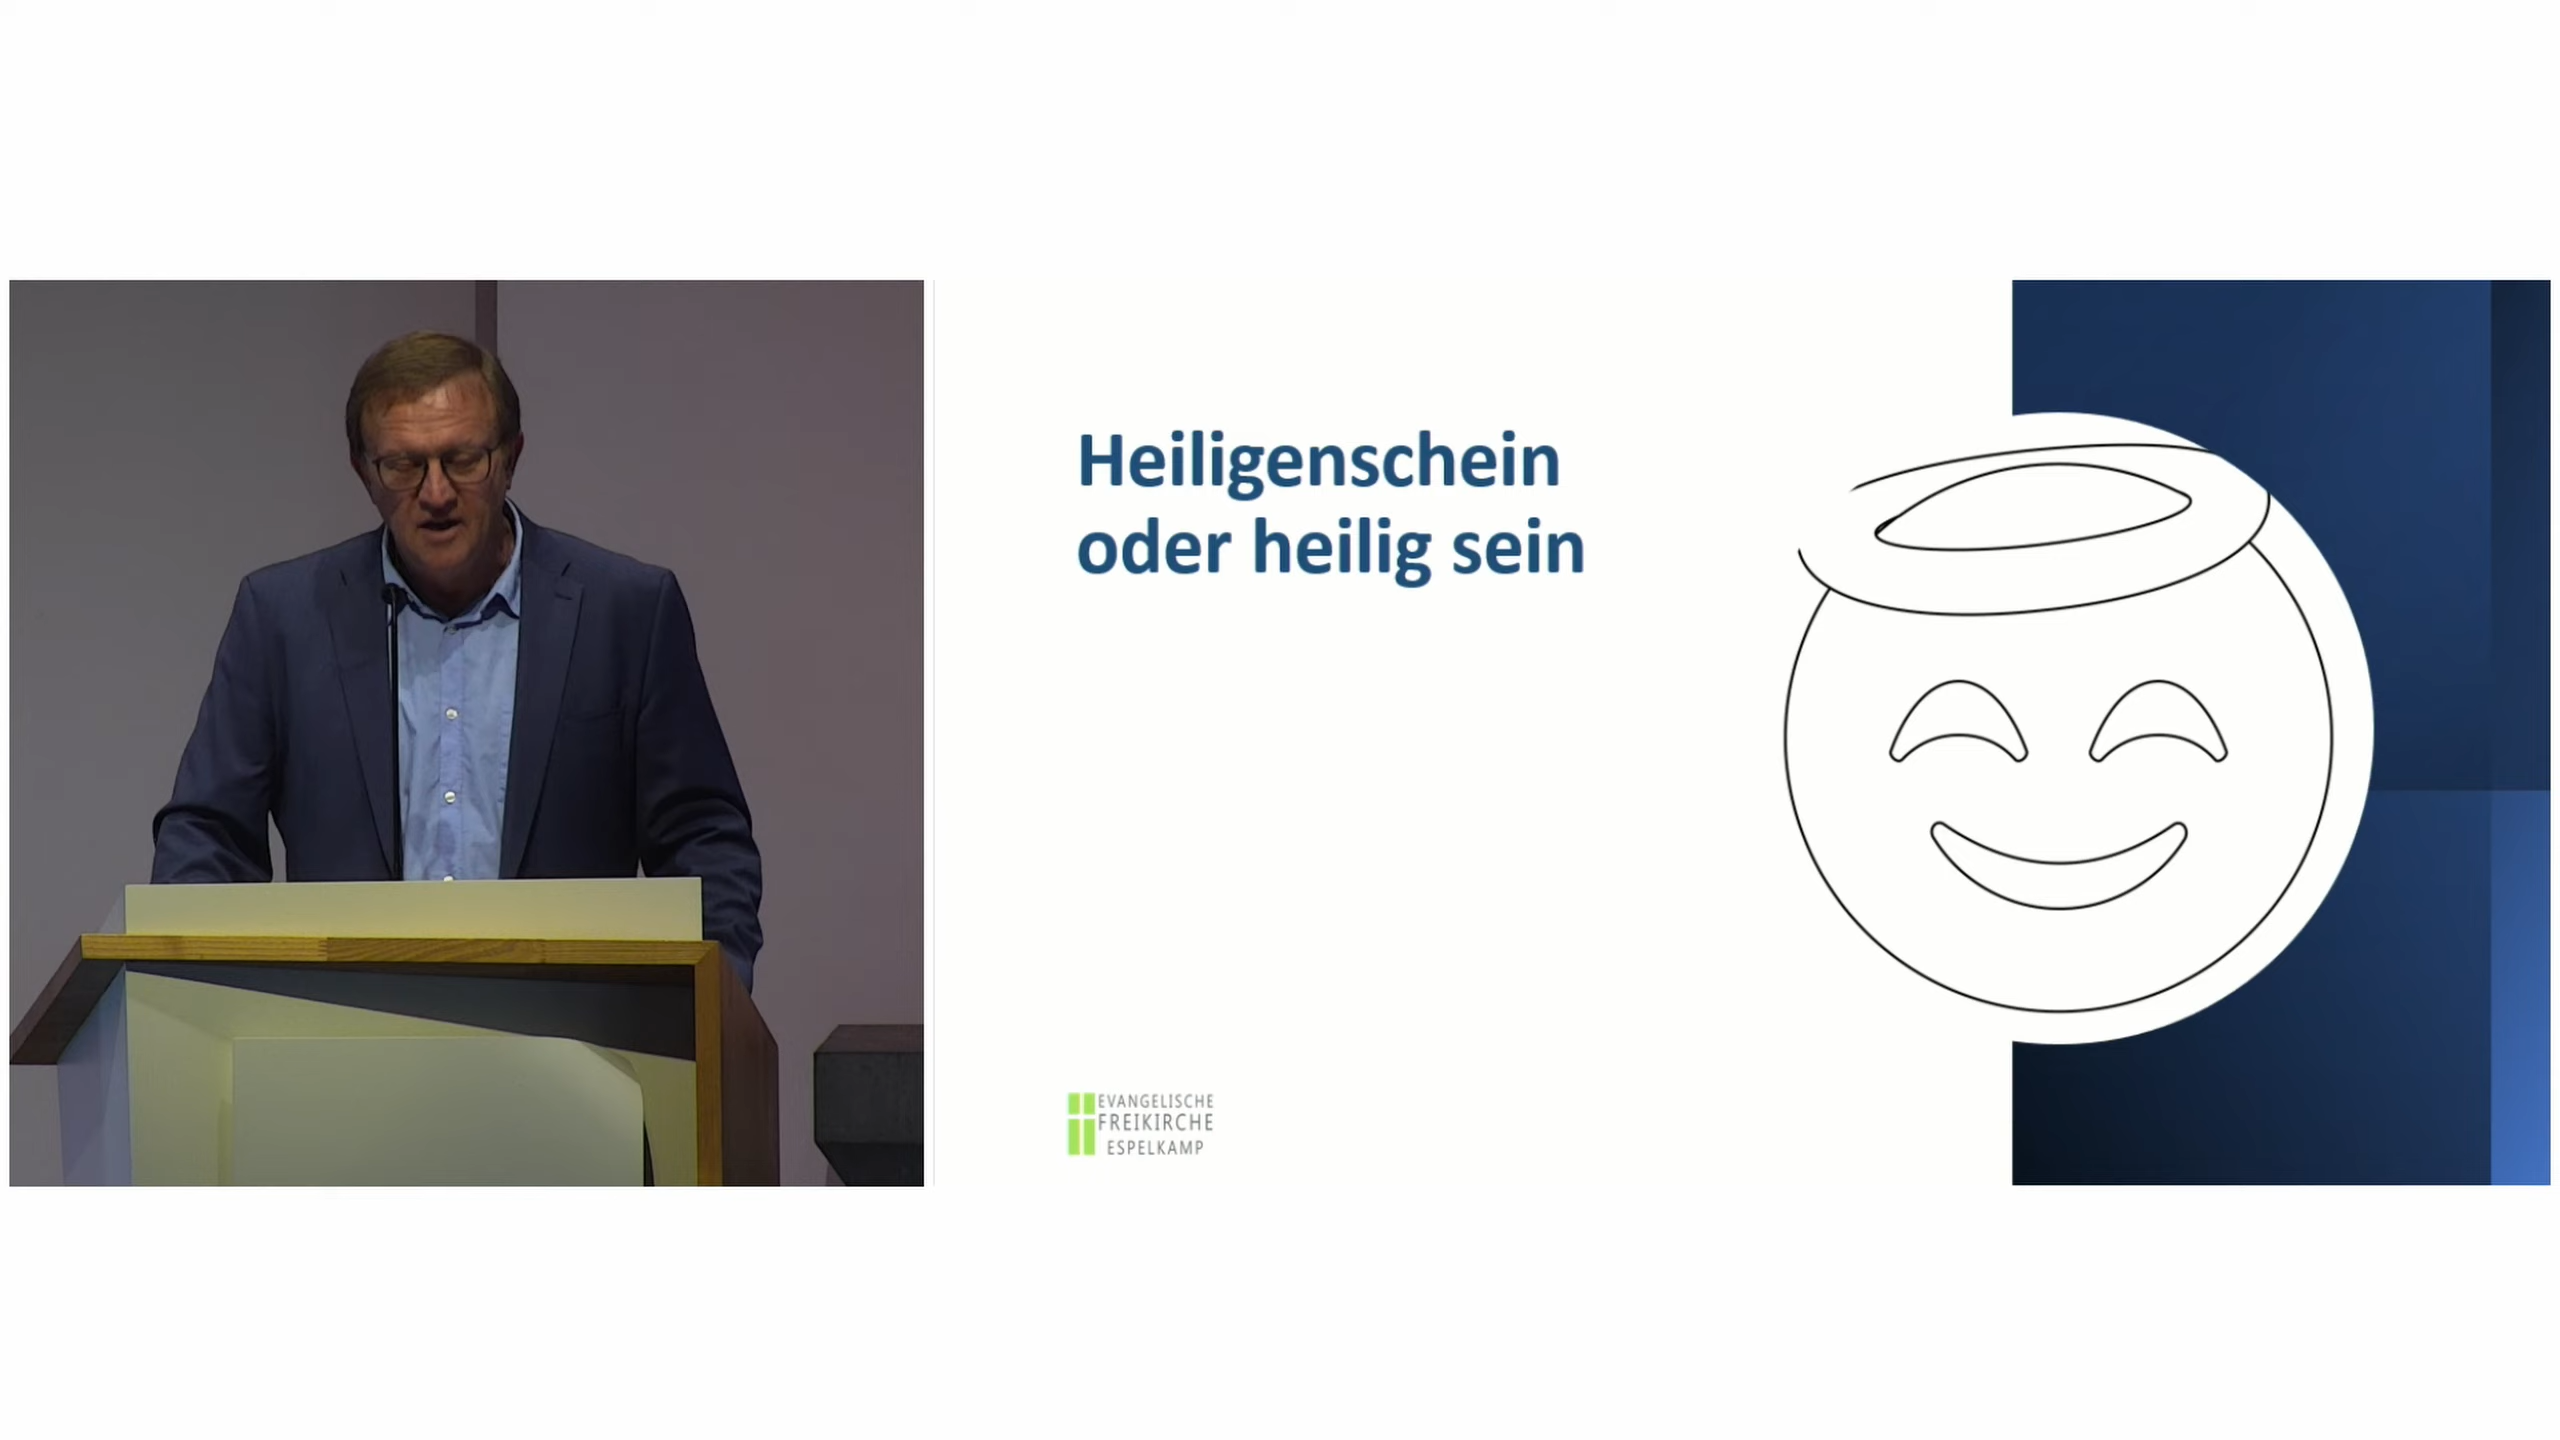 Heiligenschein
oder heilig sein
EVANGELISCHE
FREIKIRCHE
ESPELKAMP